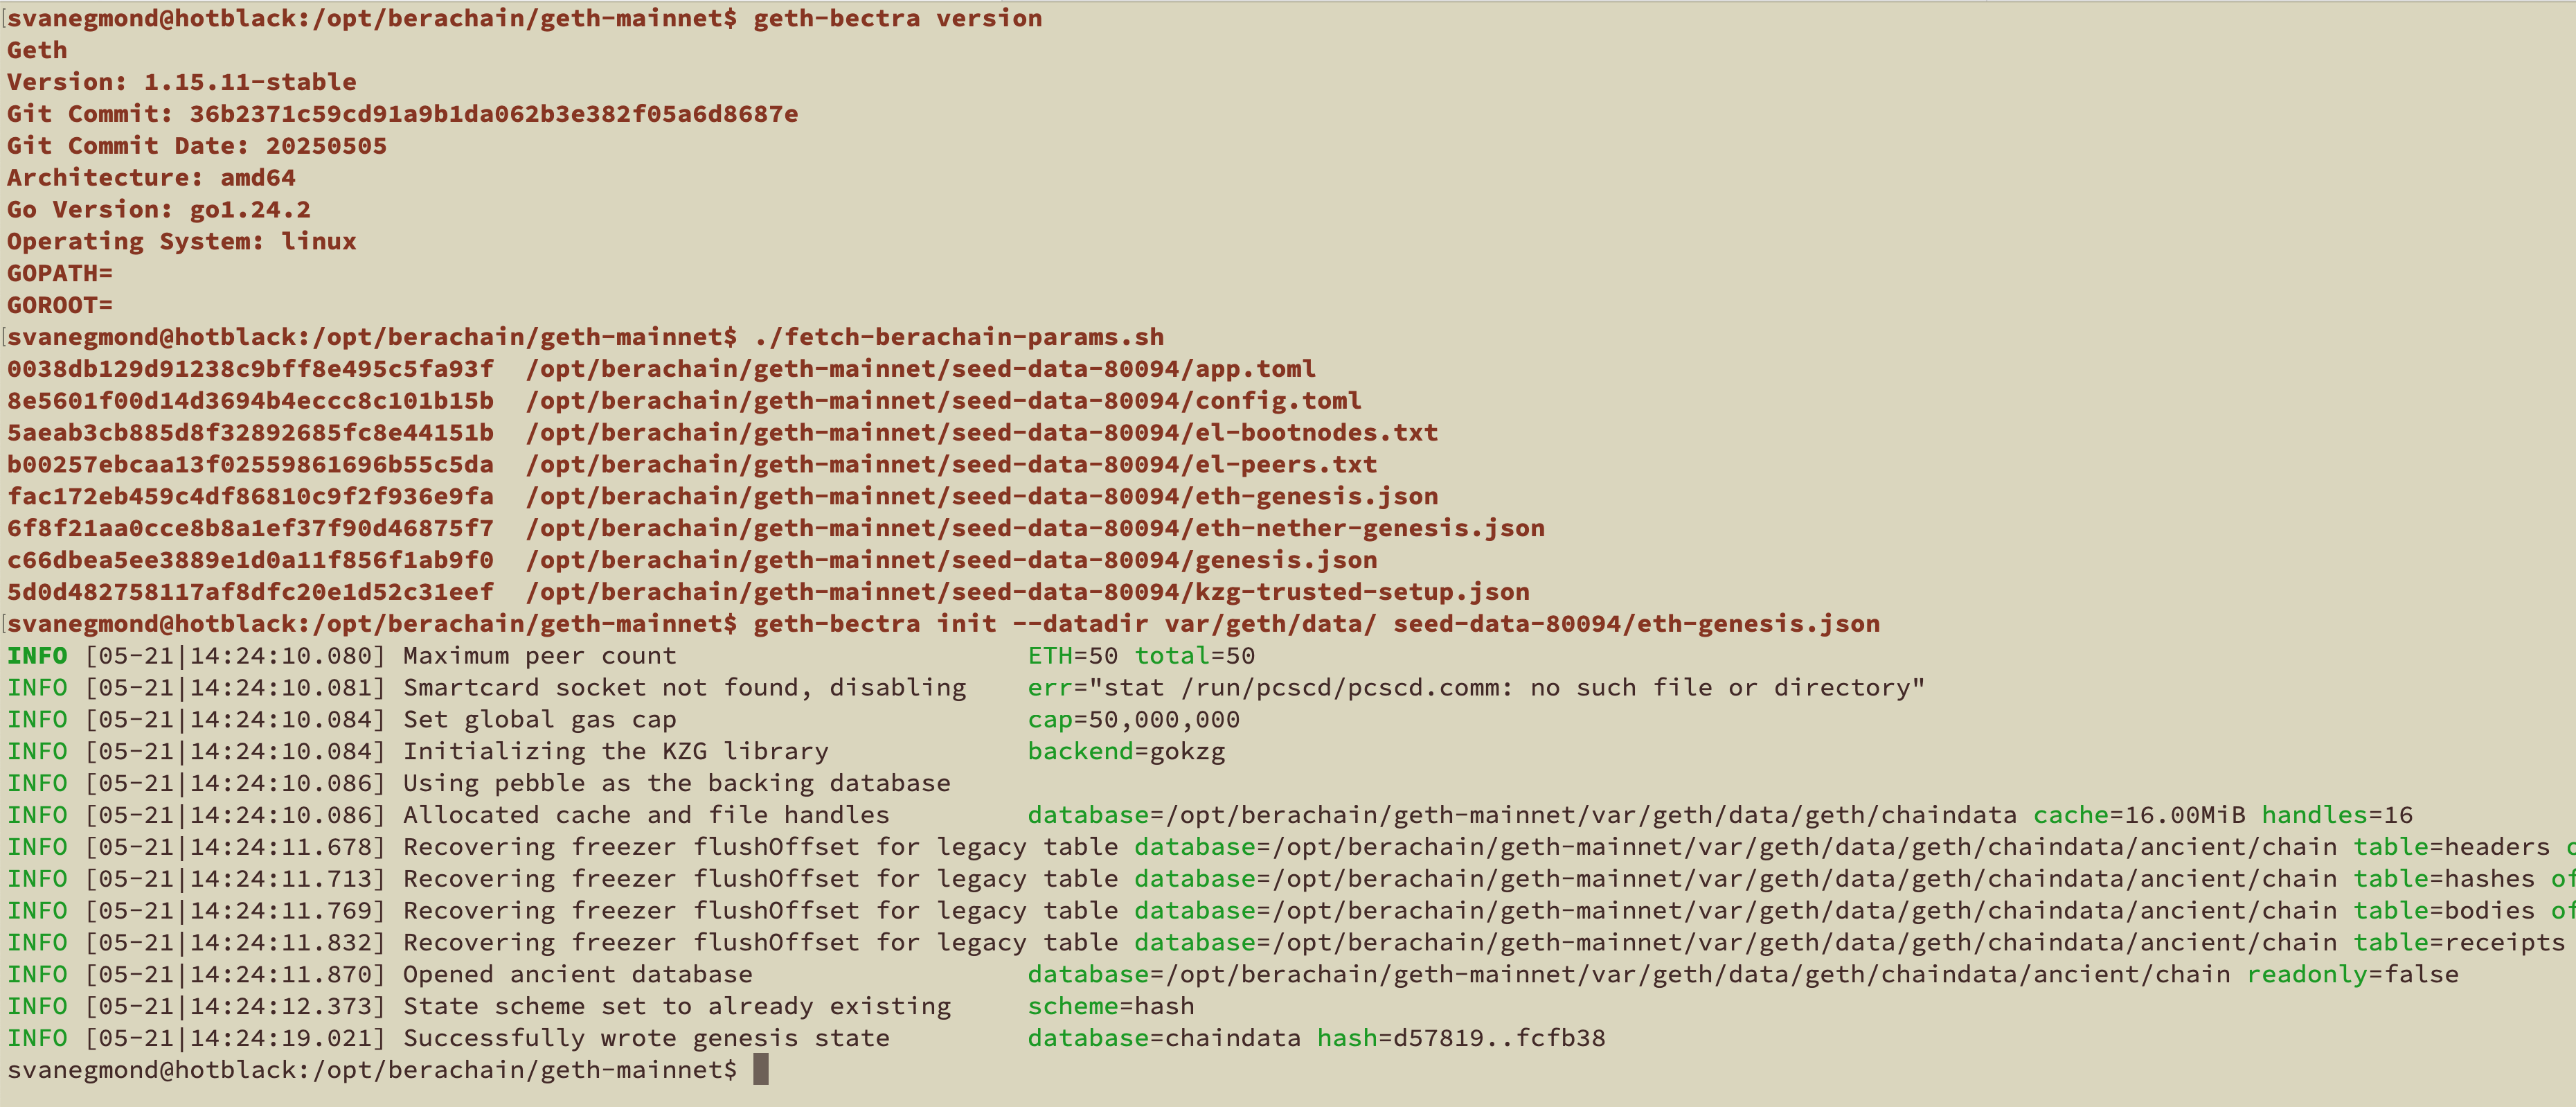 svanegmond@hotblack:/opt/berachain/geth-mainnet$ geth-bectra version
Geth
Version: 1.15.11-stable
Git Commit: 36b2371c59cd91a9b1da062b3e382f05a6d8687e
Git Commit Date: 20250505
Architecture: amd64
Go Version: go1.24.2
Operating System: linux
GOPATH=
GOROOT=
svanegmond@hotblack:/opt/berachain/geth-mainnet$ ./fetch-berachain-params.sh
0038db129d91238c9bff8e495c5fa93f  /opt/berachain/geth-mainnet/seed-data-80094/app.toml
8e5601f00d14d3694b4eccc8c101b15b  /opt/berachain/geth-mainnet/seed-data-80094/config.toml
5aeab3cb885d8f32892685fc8e44151b  /opt/berachain/geth-mainnet/seed-data-80094/el-bootnodes.txt
b00257ebcaa13f02559861696b55c5da  /opt/berachain/geth-mainnet/seed-data-80094/el-peers.txt
fac172eb459c4df86810c9f2f936e9fa  /opt/berachain/geth-mainnet/seed-data-80094/eth-genesis.json
6f8f21aa0cce8b8a1ef37f90d46875f7  /opt/berachain/geth-mainnet/seed-data-80094/eth-nether-genesis.json
c66dbea5ee3889e1d0a11f856f1ab9f0  /opt/berachain/geth-mainnet/seed-data-80094/genesis.json
5d0d482758117af8dfc20e1d52c31eef  /opt/berachain/geth-mainnet/seed-data-80094/kzg-trusted-setup.json
svanegmond@hotblack:/opt/berachain/geth-mainnet$ geth-bectra init --datadir var/geth/data/ seed-data-80094/eth-genesis.json
INFO [05-21|14:24:10.080] Maximum peer count                       ETH=50 total=50
INFO [05-21|14:24:10.081] Smartcard socket not found, disabling    err="stat /run/pcscd/pcscd.comm: no such file or directory"
INFO [05-21|14:24:10.084] Set global gas cap                       cap=50,000,000
INFO [05-21|14:24:10.084] Initializing the KZG library             backend=gokzg
INFO [05-21|14:24:10.086] Using pebble as the backing database
INFO [05-21|14:24:10.086] Allocated cache and file handles         database=/opt/berachain/geth-mainnet/var/geth/data/geth/chaindata cache=16.00MiB handles=16
INFO [05-21|14:24:11.678] Recovering freezer flushOffset for legacy table database=/opt/berachain/geth-mainnet/var/geth/data/geth/chaindata/ancient/chain table=headers
INFO [05-21|14:24:11.713] Recovering freezer flushOffset for legacy table database=/opt/berachain/geth-mainnet/var/geth/data/geth/chaindata/ancient/chain table=hashes
INFO [05-21|14:24:11.769] Recovering freezer flushOffset for legacy table database=/opt/berachain/geth-mainnet/var/geth/data/geth/chaindata/ancient/chain table=bodies
INFO [05-21|14:24:11.832] Recovering freezer flushOffset for legacy table database=/opt/berachain/geth-mainnet/var/geth/data/geth/chaindata/ancient/chain table=receipts
INFO [05-21|14:24:11.870] Opened ancient database                  database=/opt/berachain/geth-mainnet/var/geth/data/geth/chaindata/ancient/chain readonly=false
INFO [05-21|14:24:12.373] State scheme set to already existing     scheme=hash
INFO [05-21|14:24:19.021] Successfully wrote genesis state         database=chaindata hash=d57819..fcfb38
svanegmond@hotblack:/opt/berachain/geth-mainnet$